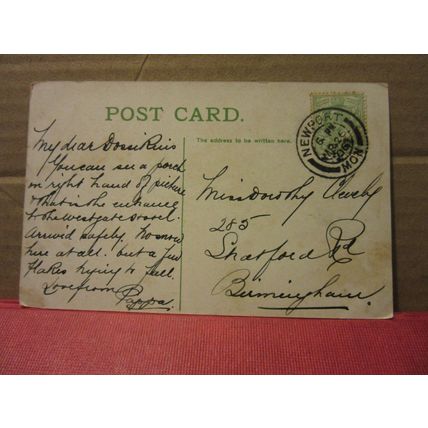 POST CARD.
The address to be written here.
My dear
You can see a porch
on right hand of picture
& that is the entrance
to the Westgate Hotel.
Arrived safely. No snow
here at all. but a few
flakes trying to fall.
Love from
Pappa.
Miss Dorothy
285
Stratford Rd
Birmingham.
NEWPORT
MON